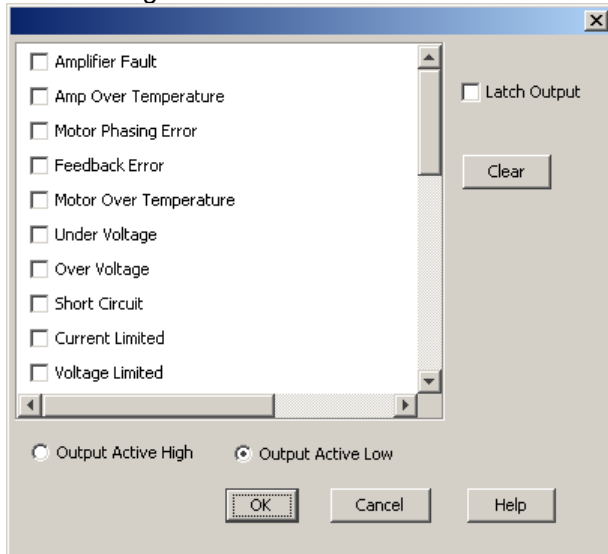 Amplifier Fault
Amp Over Temperature
Motor Phasing Error
Feedback Error
Motor Over Temperature
Under Voltage
Over Voltage
Short Circuit
Current Limited
Voltage Limited
Latch Output
Clear
Output Active High
Output Active Low
OK
Cancel
Help